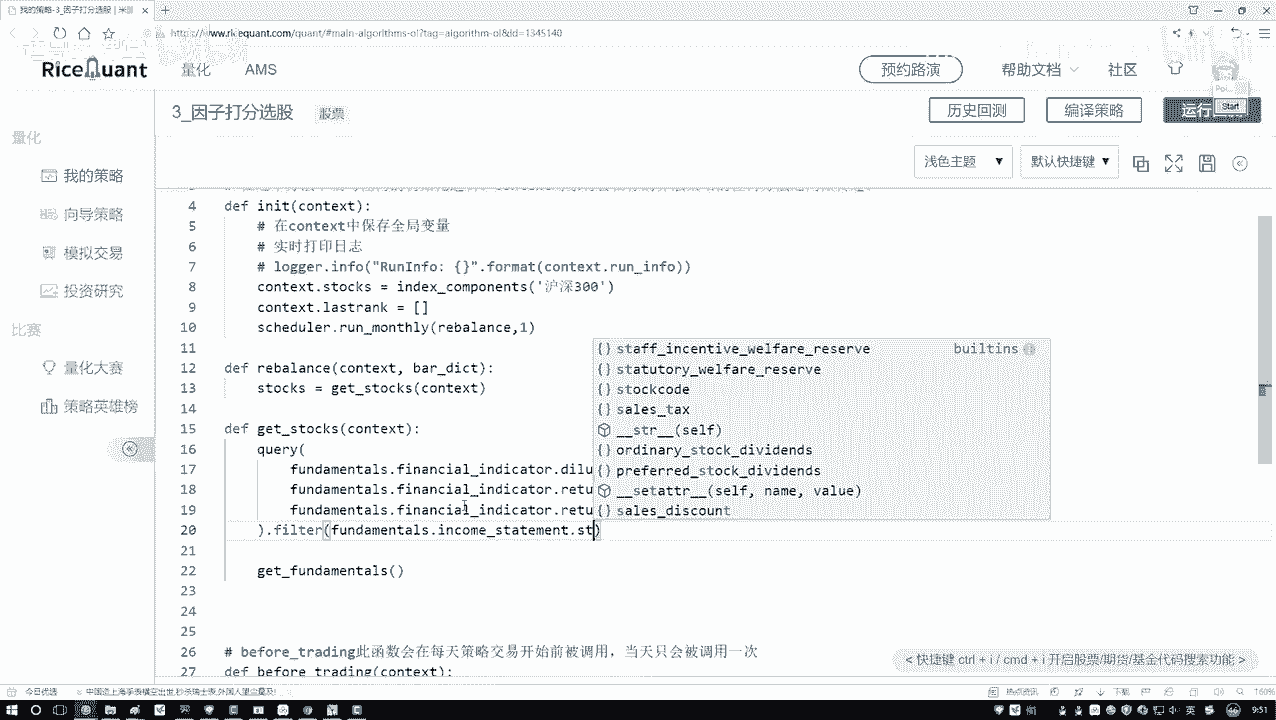 我的策略-3_因子打分选股
https://www.ricequant.com/quant/#main-algorithms-ol?tag=algorithm-ol&id=1345140
RiceQuant
量化
AMS
预约路演
帮助文档
社区
Start
3_因子打分选股
股票
历史回测
编译策略
运行
浅色主题
默认快捷键
量化
我的策略
向导策略
模拟交易
投资研究
比赛
量化大赛
策略英雄榜
4 def init(context):
5 # 在context中保存全局变量
6 # 实时打印日志
7 # logger.info("RunInfo: {}".format(context.run_info))
8 context.stocks = index_components('沪深300')
9 context.lastrank = []
10 scheduler.run_monthly(rebalance,1)
11
12 def rebalance(context, bar_dict):
13 stocks = get_stocks(context)
14
15 def get_stocks(context):
16 query(
17 fundamentals.financial_indicator.dilu
18 fundamentals.financial_indicator.retu
19 fundamentals.financial_indicator.retu
20 ).filter(fundamentals.income_statement.st)
21
22 get_fundamentals()
23
24
25
26 # before_trading此函数会在每天策略交易开始前被调用，当天只会被调用一次
27 def before_trading(context):
{} staff_incentive_welfare_reserve builtins
{} statutory_welfare_reserve
{} stockcode
{} sales_tax
__str__(self)
{} ordinary_stock_dividends
{} preferred_stock_dividends
__setattr__(self, name, value)
{} sales_discount
< 快捷键 ctrl + i / cmd + i 开启股票/期货/基金代码搜索功能 >
今日优选
热点资讯
下载
160%
英
9:51